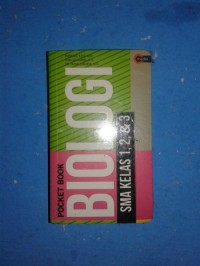 POCKET BOOK
BIOLOGI
SMA KELAS 1, 2, & 3